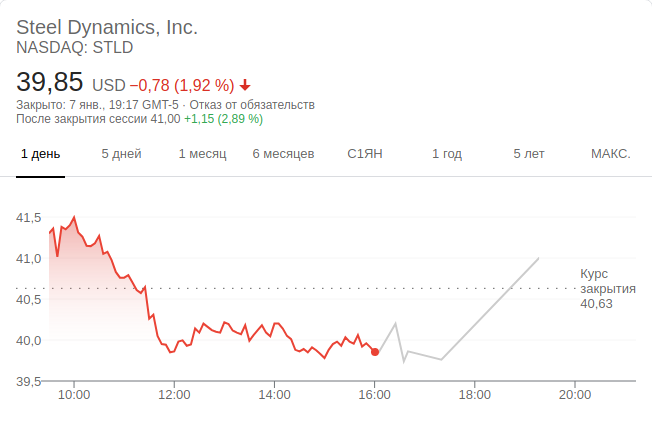 Steel Dynamics, Inc.
NASDAQ: STLD
39,85 USD −0,78 (1,92 %)
Закрыто: 7 янв., 19:17 GMT-5 · Отказ от обязательств
После закрытия сессии 41,00 +1,15 (2,89 %)
1 день 5 дней 1 месяц 6 месяцев С1ЯН 1 год 5 лет МАКС.
41,5
41,0
40,5
40,0
39,5
Курс
закрытия
40,63
10:00 12:00 14:00 16:00 18:00 20:00